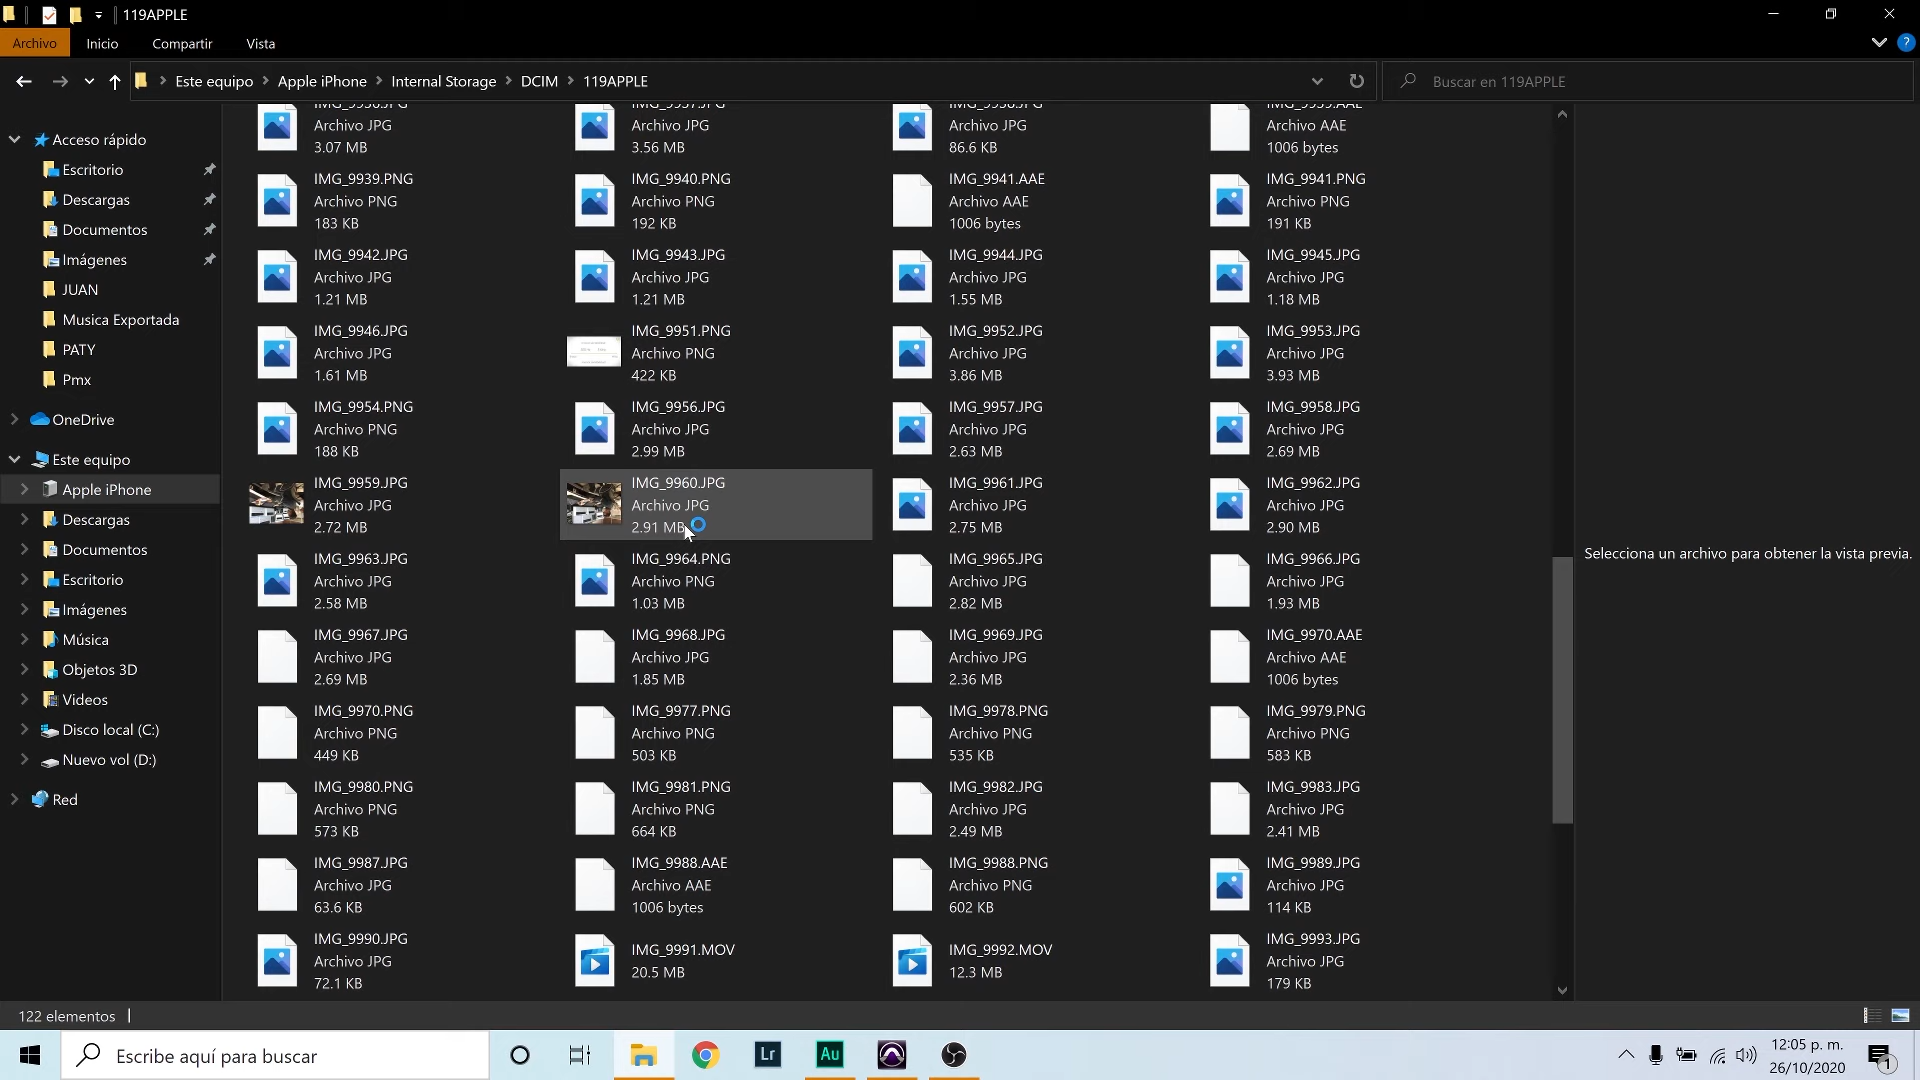 119APPLE
Archivo Inicio Compartir Vista ?
Este equipo Apple iPhone Internal Storage DCIM 119APPLE Buscar en 119APPLE
Acceso rápido
Escritorio
Descargas
Documentos
Imágenes
JUAN
Musica Exportada
PATY
Pmx
OneDrive
Este equipo
Apple iPhone
Descargas
Documentos
Escritorio
Imágenes
Música
Objetos 3D
Videos
Disco local (C:)
Nuevo vol (D:)
Red
IMG_9936.JPG IMG_9937.JPG IMG_9938.JPG IMG_9939.AAE
Archivo JPG Archivo JPG Archivo JPG Archivo AAE
3.07 MB 3.56 MB 86.6 KB 1006 bytes
IMG_9939.PNG IMG_9940.PNG IMG_9941.AAE IMG_9941.PNG
Archivo PNG Archivo PNG Archivo AAE Archivo PNG
183 KB 192 KB 1006 bytes 191 KB
IMG_9942.JPG IMG_9943.JPG IMG_9944.JPG IMG_9945.JPG
Archivo JPG Archivo JPG Archivo JPG Archivo JPG
1.21 MB 1.21 MB 1.55 MB 1.18 MB
IMG_9946.JPG IMG_9951.PNG IMG_9952.JPG IMG_9953.JPG
Archivo JPG Archivo PNG Archivo JPG Archivo JPG
1.61 MB 422 KB 3.86 MB 3.93 MB
IMG_9954.PNG IMG_9956.JPG IMG_9957.JPG IMG_9958.JPG
Archivo PNG Archivo JPG Archivo JPG Archivo JPG
188 KB 2.99 MB 2.63 MB 2.69 MB
IMG_9959.JPG IMG_9960.JPG IMG_9961.JPG IMG_9962.JPG
Archivo JPG Archivo JPG Archivo JPG Archivo JPG
2.72 MB 2.91 MB 2.75 MB 2.90 MB
IMG_9963.JPG IMG_9964.PNG IMG_9965.JPG IMG_9966.JPG
Archivo JPG Archivo PNG Archivo JPG Archivo JPG
2.58 MB 1.03 MB 2.82 MB 1.93 MB
IMG_9967.JPG IMG_9968.JPG IMG_9969.JPG IMG_9970.AAE
Archivo JPG Archivo JPG Archivo JPG Archivo AAE
2.69 MB 1.85 MB 2.36 MB 1006 bytes
IMG_9970.PNG IMG_9977.PNG IMG_9978.PNG IMG_9979.PNG
Archivo PNG Archivo PNG Archivo PNG Archivo PNG
449 KB 503 KB 535 KB 583 KB
IMG_9980.PNG IMG_9981.PNG IMG_9982.JPG IMG_9983.JPG
Archivo PNG Archivo PNG Archivo JPG Archivo JPG
573 KB 664 KB 2.49 MB 2.41 MB
IMG_9987.JPG IMG_9988.AAE IMG_9988.PNG IMG_9989.JPG
Archivo JPG Archivo AAE Archivo PNG Archivo JPG
63.6 KB 1006 bytes 602 KB 114 KB
IMG_9990.JPG IMG_9991.MOV IMG_9992.MOV IMG_9993.JPG
Archivo JPG 20.5 MB 12.3 MB Archivo JPG
72.1 KB 179 KB
Selecciona un archivo para obtener la vista previa.
122 elementos
Escribe aquí para buscar Lr Au
12:05 p. m.
26/10/2020
1